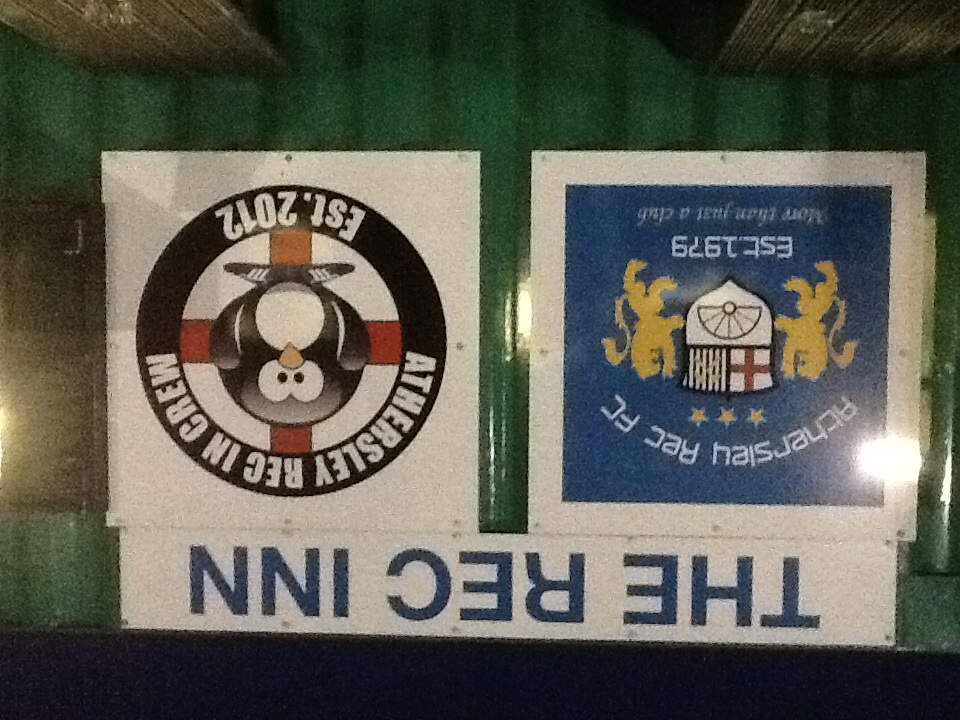 THE REC INN
Athersley Rec FC
EST.1979
More than just a club
ATHERSLEY REC IN CREW
EST. 2012